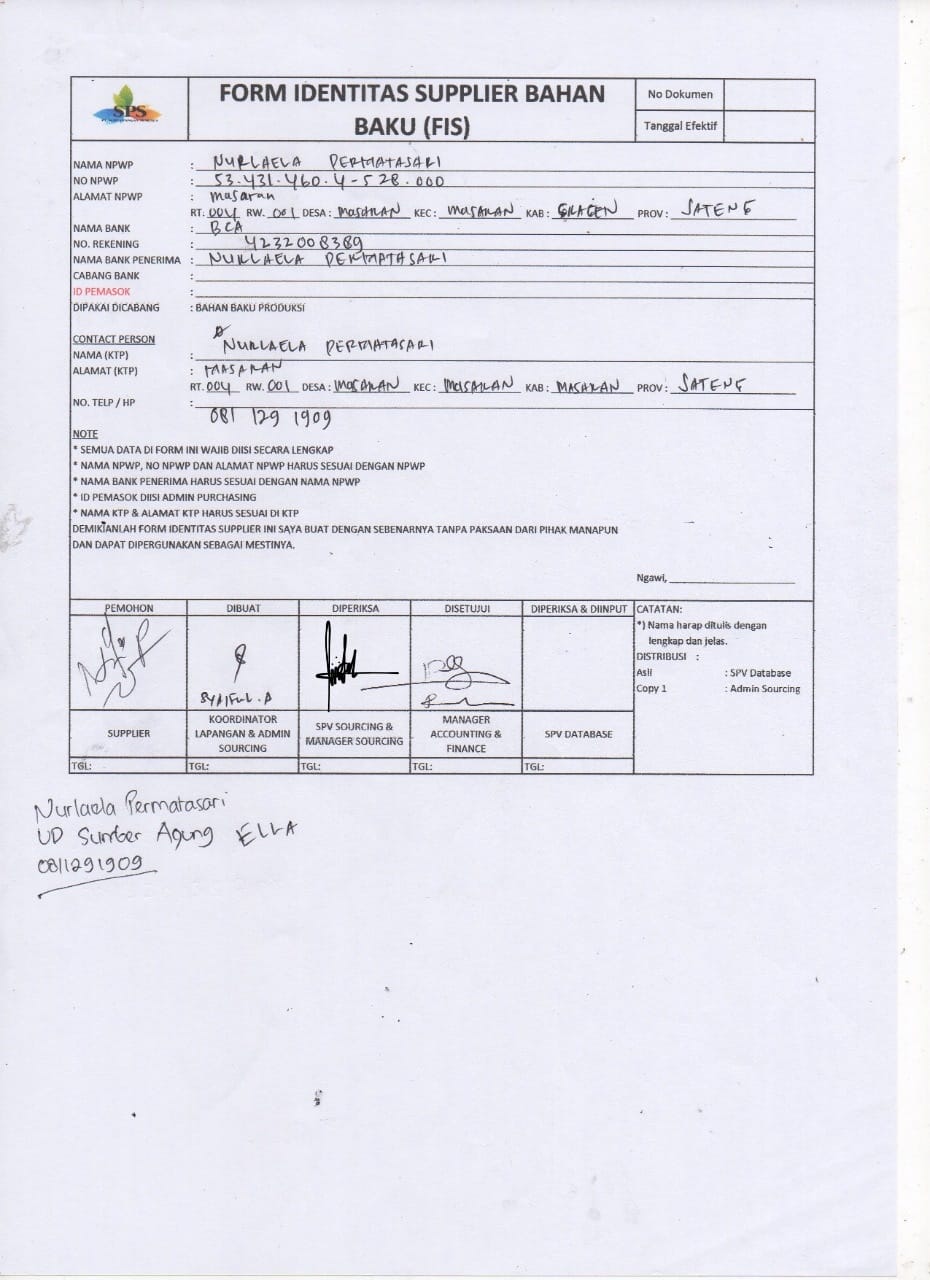 SPS
FORM IDENTITAS SUPPLIER BAHAN
BAKU (FIS)
No Dokumen
Tanggal Efektif
NAMA NPWP : NURLAELA PERMATASARI
NO NPWP : 53.431.460.4-528.000
ALAMAT NPWP : masaran
RT: 004 RW. 001 DESA: MASARAN KEC: MASARAN KAB: SRAGEN PROV: JATENG
NAMA BANK : BCA
NO. REKENING : 4232008389
NAMA BANK PENERIMA : NURLAELA PERMATASARI
CABANG BANK :
ID PEMASOK :
DIPAKAI DICABANG : BAHAN BAKU PRODUKSI
CONTACT PERSON
NAMA (KTP) : NURLAELA PERMATASARI
ALAMAT (KTP) : MASARAN
RT. 004 RW. 001 DESA: MASARAN KEC: MASARAN KAB: MASARAN PROV: JATENG
NO. TELP / HP : 081 129 1909
NOTE
* SEMUA DATA DI FORM INI WAJIB DIISI SECARA LENGKAP
* NAMA NPWP, NO NPWP DAN ALAMAT NPWP HARUS SESUAI DENGAN NPWP
* NAMA BANK PENERIMA HARUS SESUAI DENGAN NAMA NPWP
* ID PEMASOK DIISI ADMIN PURCHASING
* NAMA KTP & ALAMAT KTP HARUS SESUAI DI KTP
DEMIKIANLAH FORM IDENTITAS SUPPLIER INI SAYA BUAT DENGAN SEBENARNYA TANPA PAKSAAN DARI PIHAK MANAPUN
DAN DAPAT DIPERGUNAKAN SEBAGAI MESTINYA.
Ngawi,
PEMOHON DIBUAT DIPERIKSA DISETUJUI DIPERIKSA & DIINPUT
SYAIFUL.A
SUPPLIER
KOORDINATOR
LAPANGAN & ADMIN
SOURCING
SPV SOURCING &
MANAGER SOURCING
MANAGER
ACCOUNTING &
FINANCE
SPV DATABASE
TGL: TGL: TGL: TGL: TGL:
CATATAN:
*) Nama harap ditulis dengan
lengkap dan jelas.
DISTRIBUSI :
Asli : SPV Database
Copy 1 : Admin Sourcing
Nurlaela Permatasari
UD Sumber Agung ELLA
0811291909